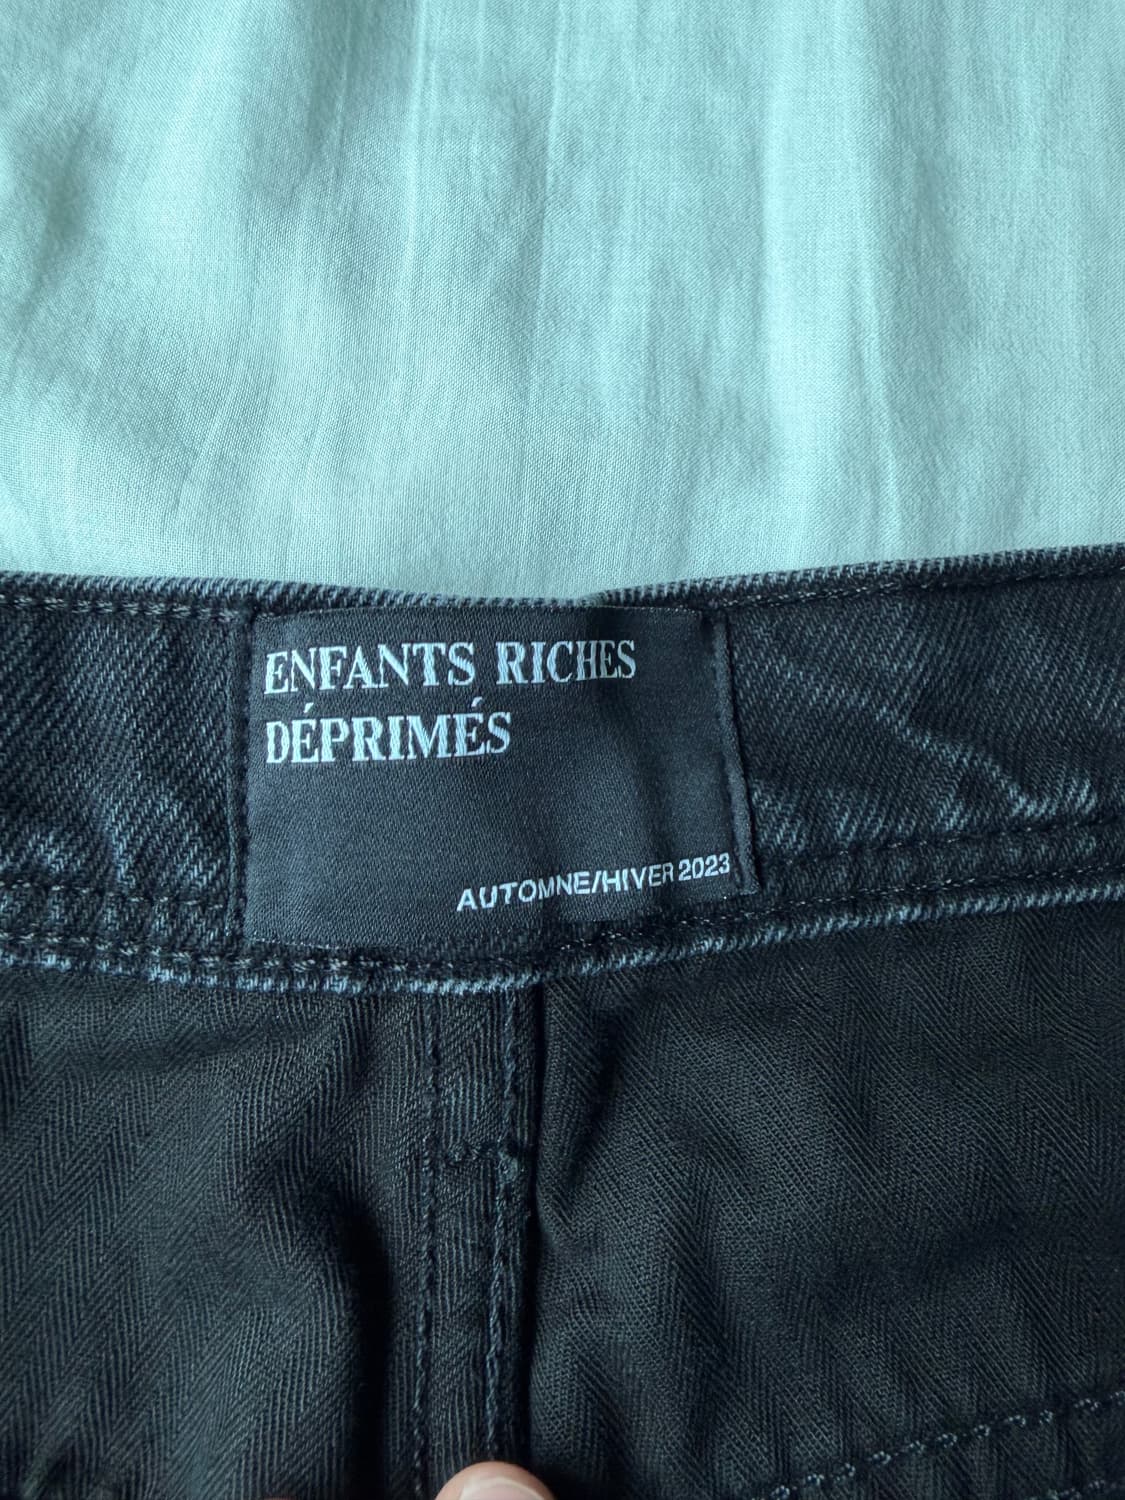 ENFANTS RICHES
DÉPRIMÉS
AUTOMNE/HIVER 2023